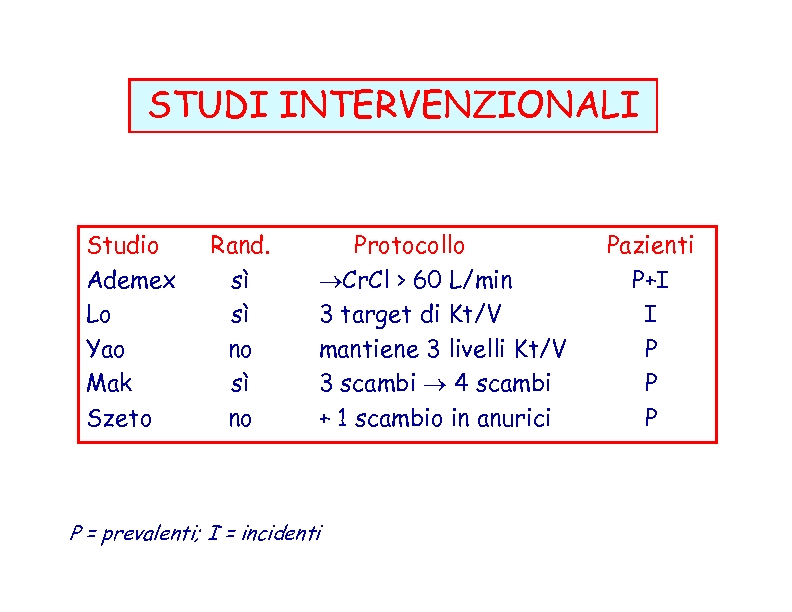 STUDI INTERVENZIONALI
Studio Rand. Protocollo Pazienti
Ademex sì →CrCl > 60 L/min P+I
Lo sì 3 target di Kt/V I
Yao no mantiene 3 livelli Kt/V P
Mak sì 3 scambi → 4 scambi P
Szeto no + 1 scambio in anurici P
P = prevalenti; I = incidenti